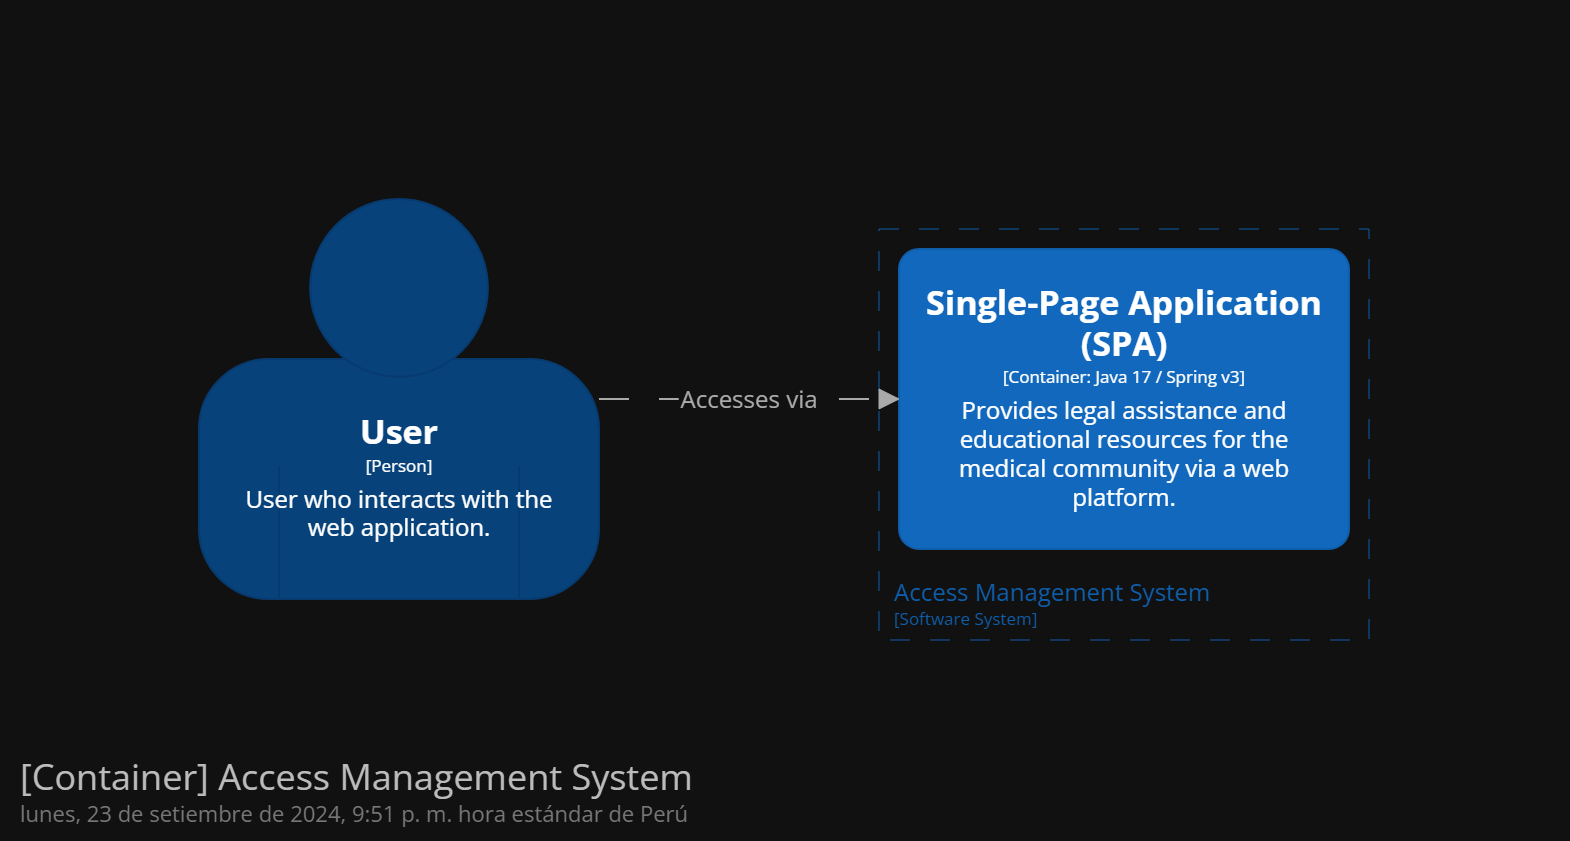 User
[Person]
User who interacts with the
web application.
Accesses via
Single-Page Application
(SPA)
[Container: Java 17 / Spring v3]
Provides legal assistance and
educational resources for the
medical community via a web
platform.
Access Management System
[Software System]
[Container] Access Management System
lunes, 23 de setiembre de 2024, 9:51 p. m. hora estándar de Perú